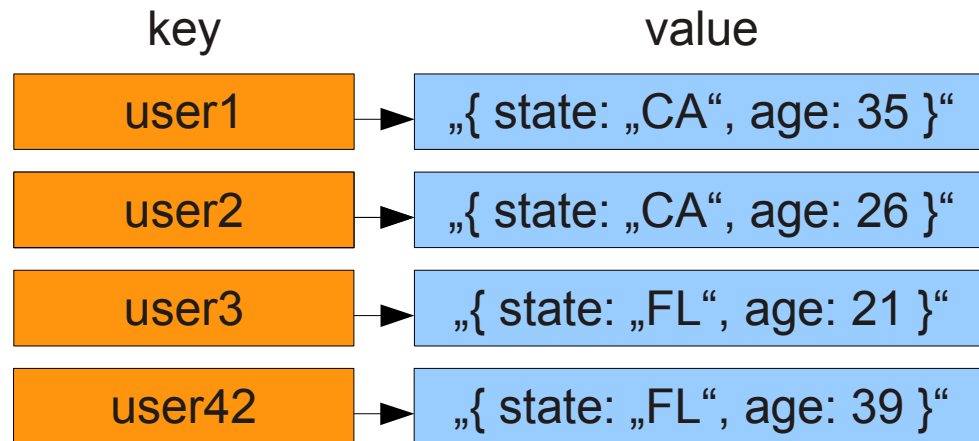 key value
user1 „{ state: „CA“, age: 35 }“
user2 „{ state: „CA“, age: 26 }“
user3 „{ state: „FL“, age: 21 }“
user42 „{ state: „FL“, age: 39 }“